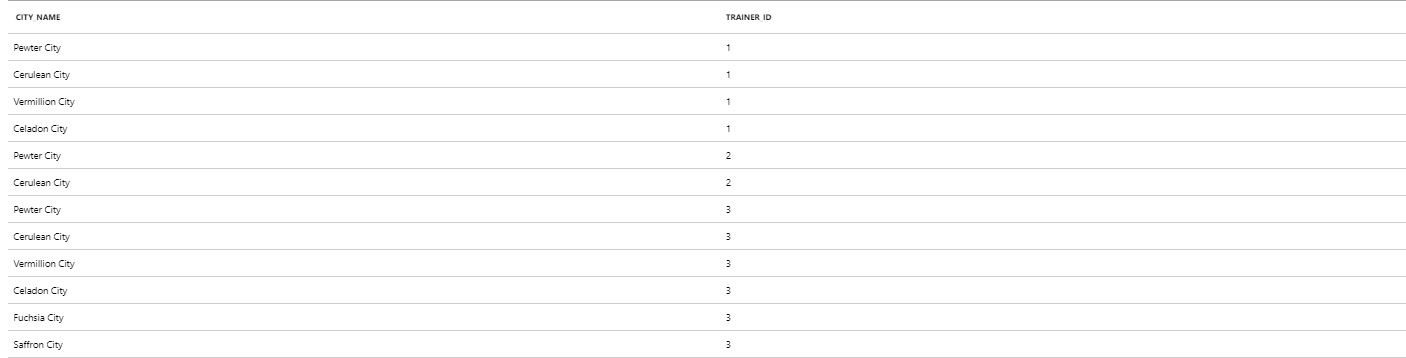 CITY NAME TRAINER ID
Pewter City 1
Cerulean City 1
Vermillion City 1
Celadon City 1
Pewter City 2
Cerulean City 2
Pewter City 3
Cerulean City 3
Vermillion City 3
Celadon City 3
Fuchsia City 3
Saffron City 3